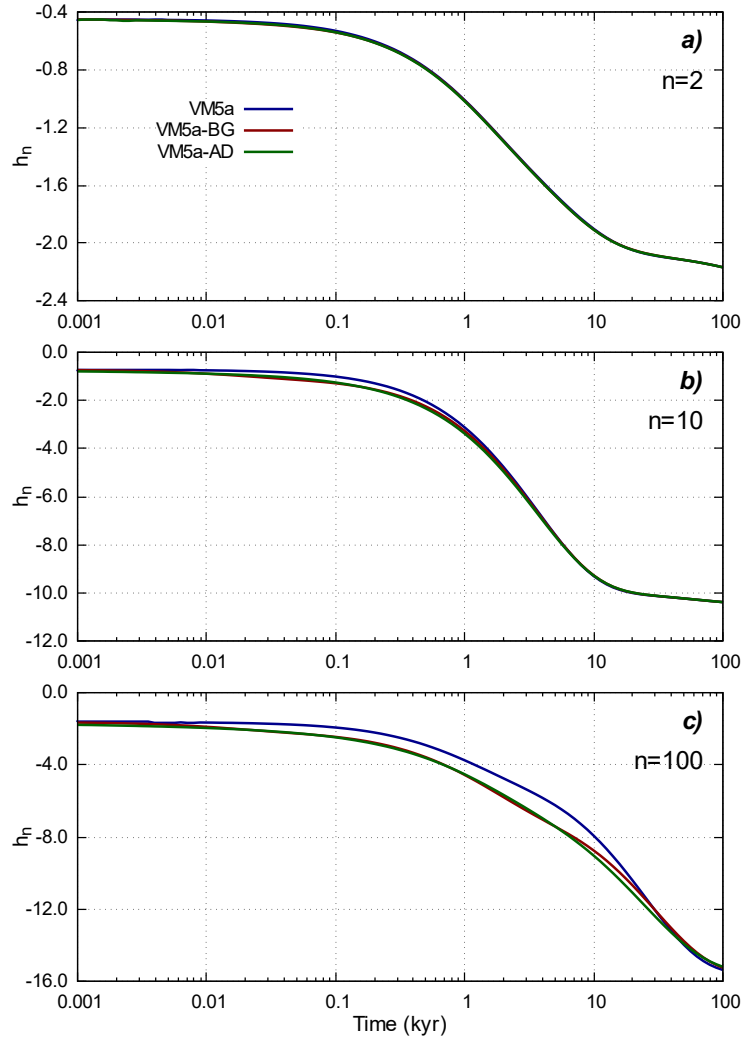 -0.4
a)
n=2
-0.8
VM5a
VM5a-BG
VM5a-AD
-1.2
h_n
-1.6
-2.0
-2.4
0.001 0.01 0.1 1 10 100
0.0
b)
-2.0
n=10
-4.0
h_n
-6.0
-8.0
-10.0
-12.0
0.001 0.01 0.1 1 10 100
0.0
c)
n=100
-4.0
h_n
-8.0
-12.0
-16.0
0.001 0.01 0.1 1 10 100
Time (kyr)